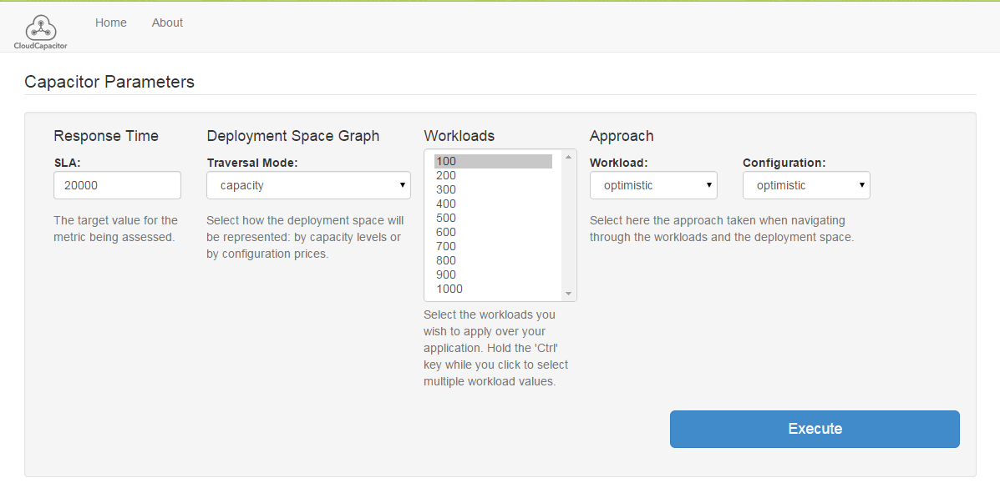 Home About
CloudCapacitor
Capacitor Parameters
Response Time
SLA:
20000
The target value for the
metric being assessed.
Deployment Space Graph
Traversal Mode:
capacity
Select how the deployment space will
be represented: by capacity levels or
by configuration prices.
Workloads
100
200
300
400
500
600
700
800
900
1000
Select the workloads you
wish to apply over your
application. Hold the 'Ctrl'
key while you click to select
multiple workload values.
Approach
Workload:
optimistic
Configuration:
optimistic
Select here the approach taken when navigating
through the workloads and the deployment space.
Execute